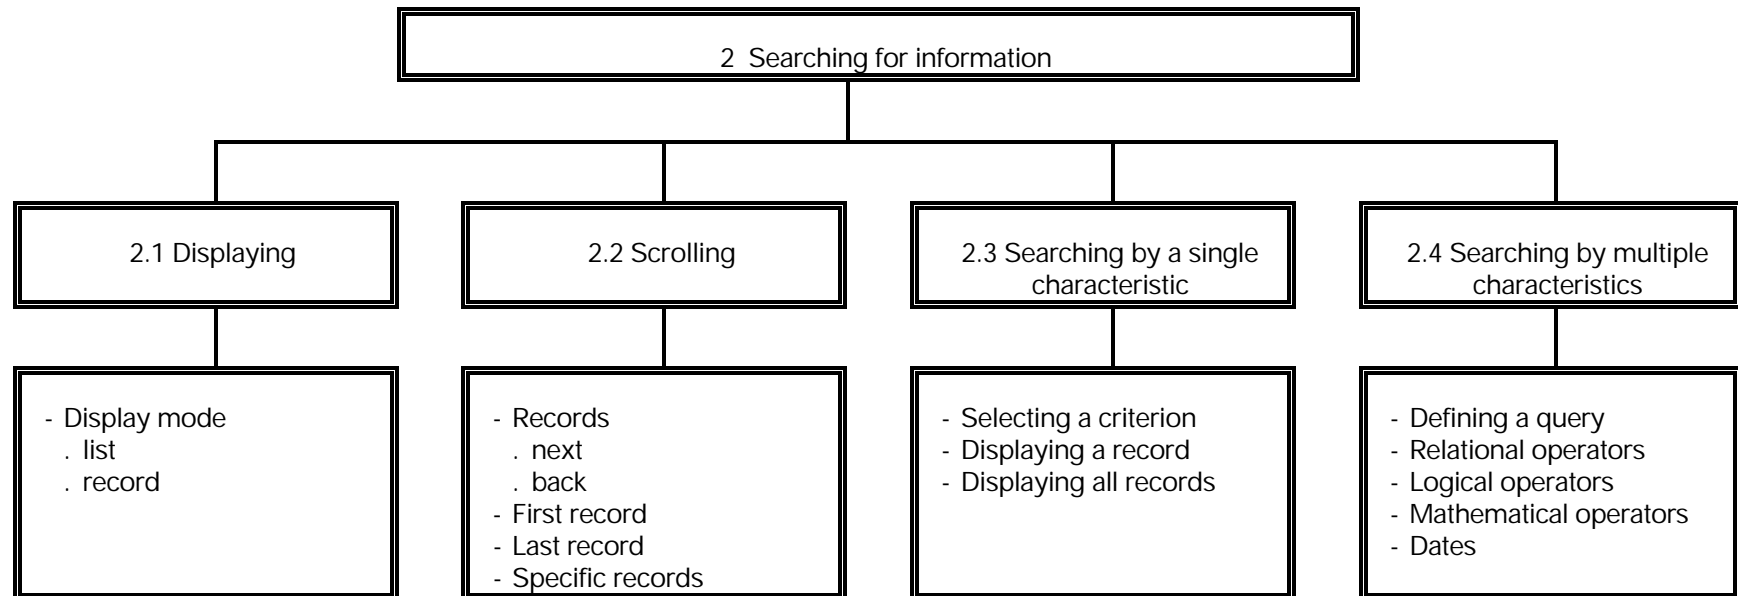 2 Searching for information
2.1 Displaying
2.2 Scrolling
2.3 Searching by a single
characteristic
2.4 Searching by multiple
characteristics
- Display mode
. list
. record
- Records
. next
. back
- First record
- Last record
- Specific records
- Selecting a criterion
- Displaying a record
- Displaying all records
- Defining a query
- Relational operators
- Logical operators
- Mathematical operators
- Dates